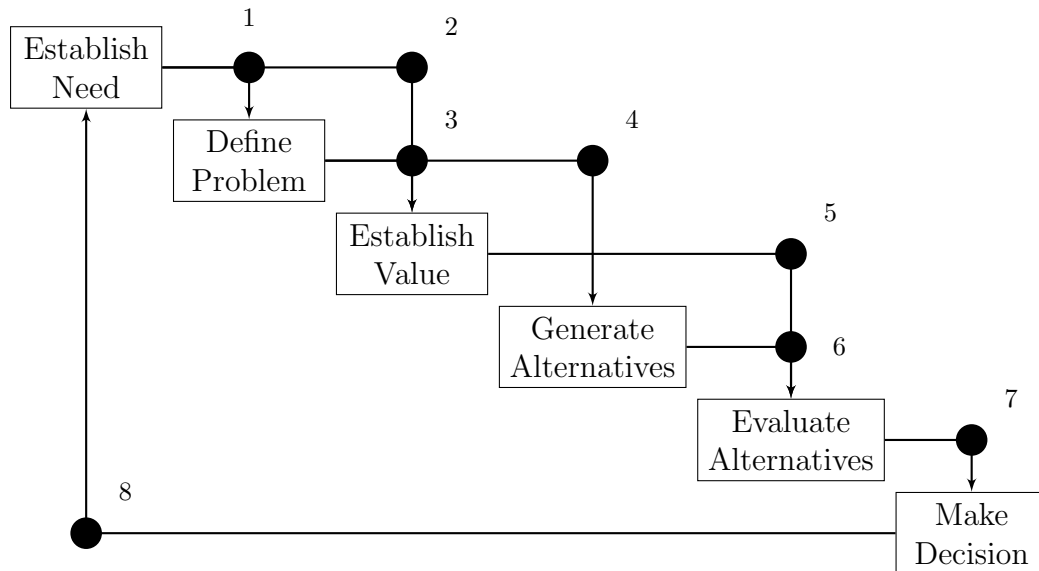 1
2
Establish
Need
3
4
Define
Problem
5
Establish
Value
Generate
Alternatives
6
7
Evaluate
Alternatives
8
Make
Decision